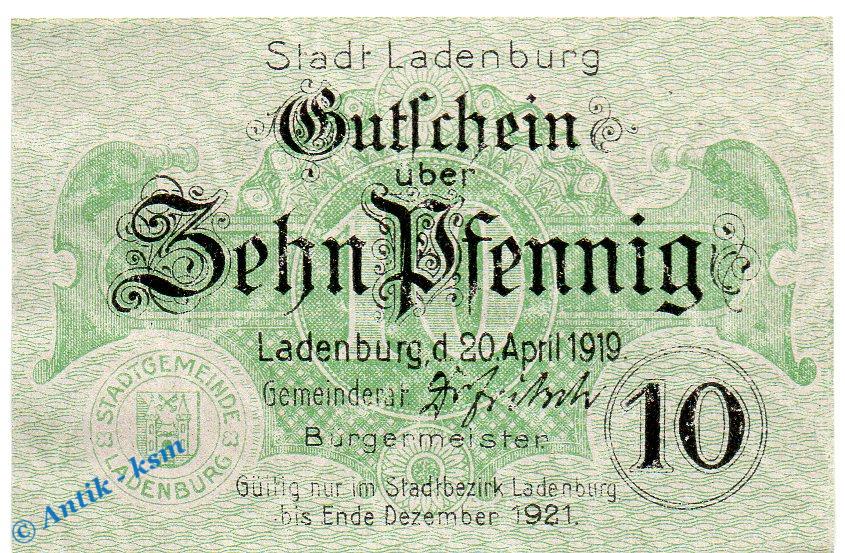 Stadt Ladenburg
Gutschein
über
Zehn Pfennig
10
Ladenburg, d. 20. April 1919.
Gemeinderat
Bürgermeister
10
STADTGEMEINDE
LADENBURG
Gültig nur im Stadtbezirk Ladenburg
bis Ende Dezember 1921.
© Antik - ksm